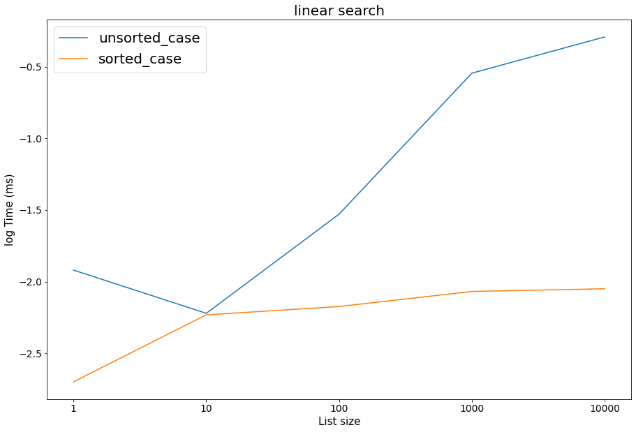 linear search
unsorted_case
sorted_case
−0.5
−1.0
−1.5
−2.0
−2.5
log Time (ms)
1 10 100 1000 10000
List size